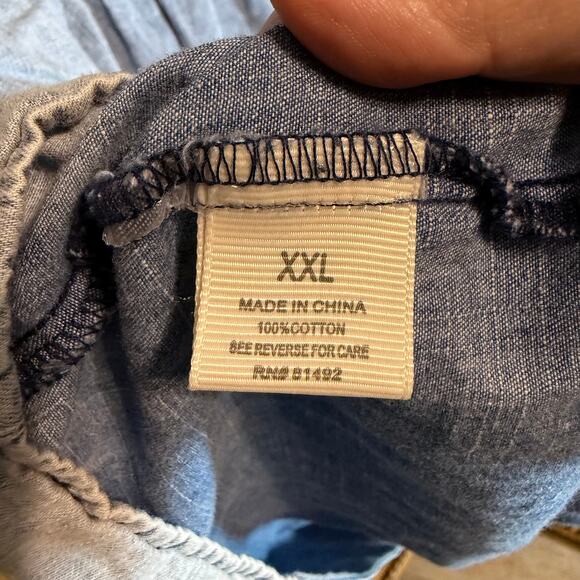 XXL
MADE IN CHINA
100%COTTON
SEE REVERSE FOR CARE
RN# 81492